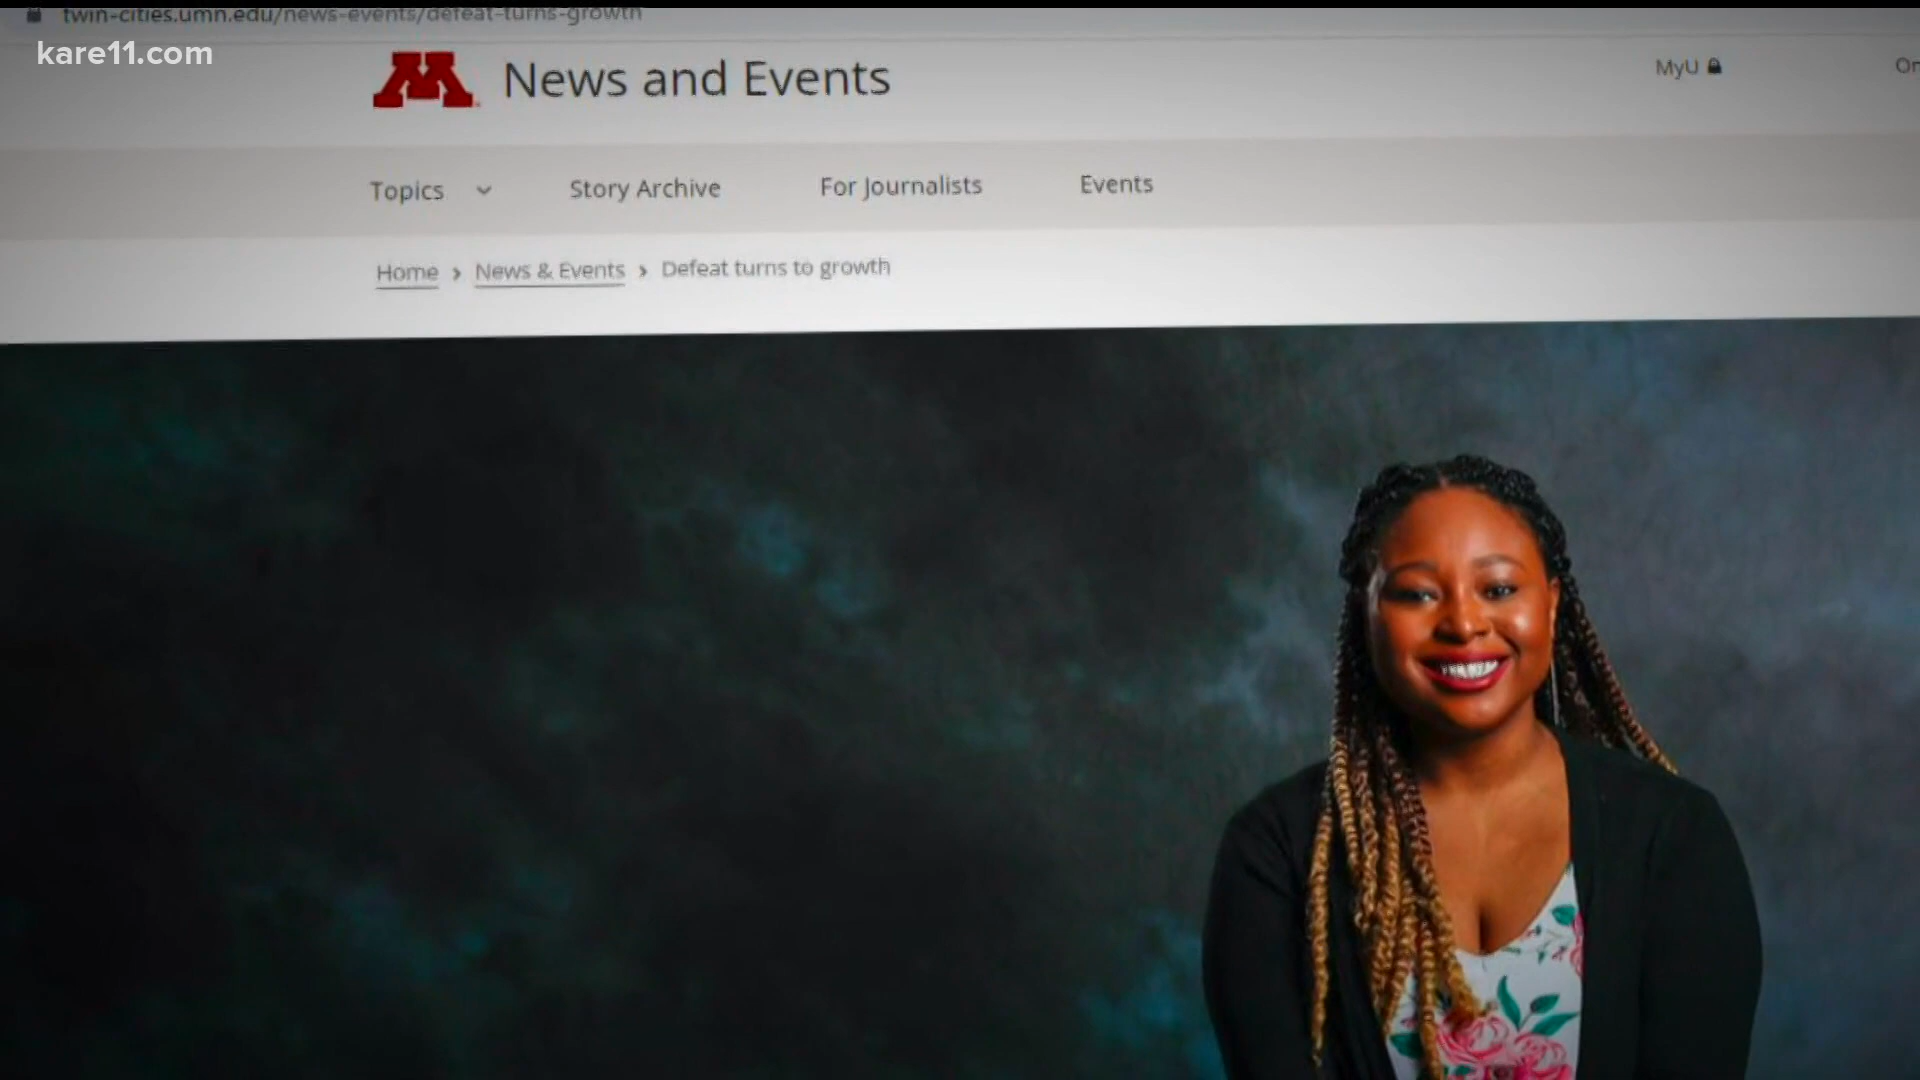 twin-cities.umn.edu/news-events/defeat-turns-growth
kare11.com
M News and Events
MyU
Topics
Story Archive
For Journalists
Events
Home > News & Events > Defeat turns to growth